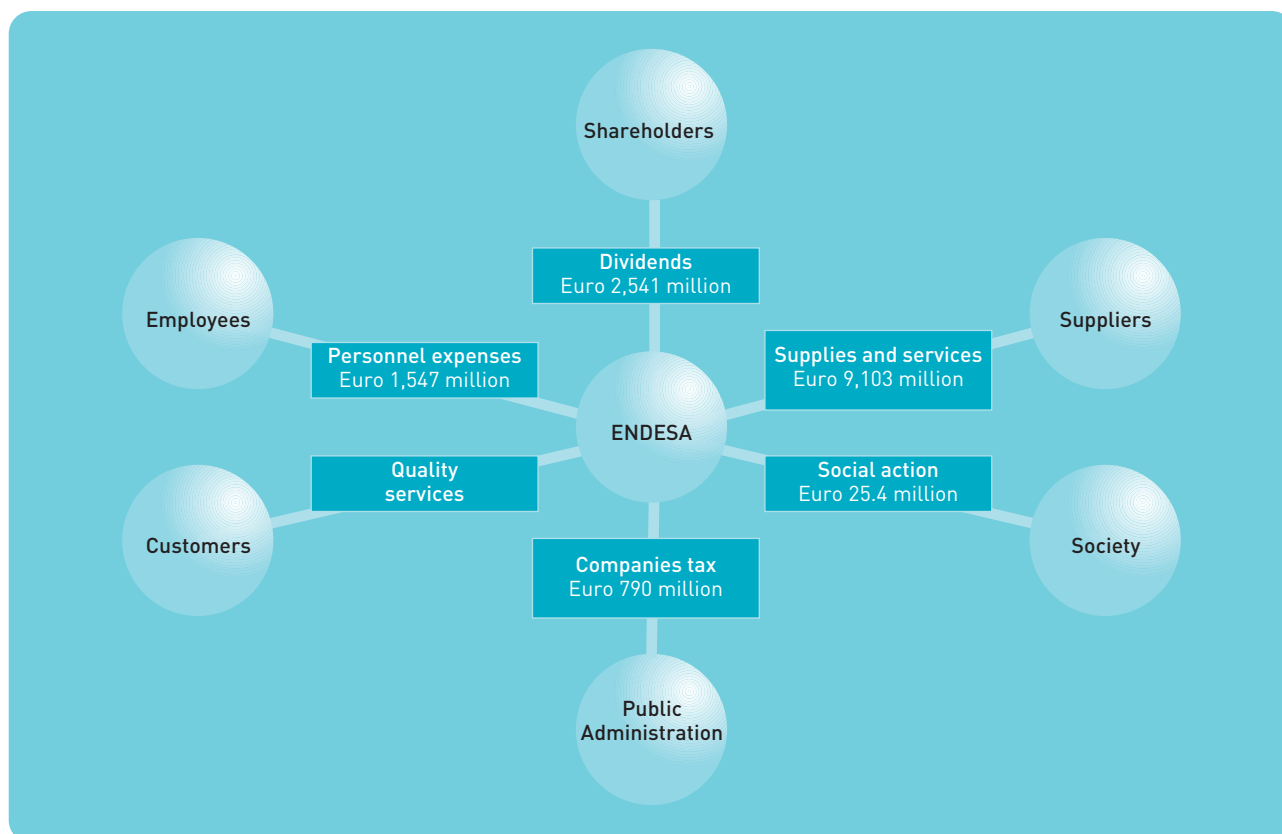 Shareholders
Dividends
Euro 2,541 million
Employees
Suppliers
Personnel expenses
Euro 1,547 million
Supplies and services
Euro 9,103 million
ENDESA
Quality
services
Social action
Euro 25.4 million
Customers
Society
Companies tax
Euro 790 million
Public
Administration